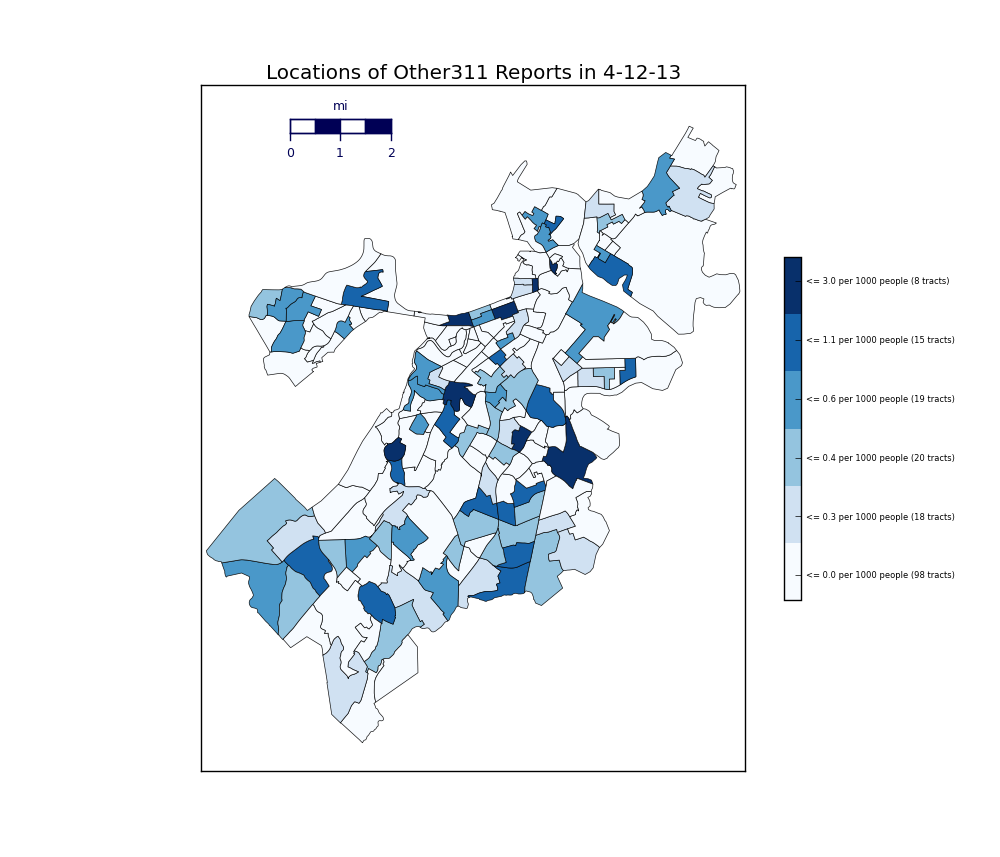 Locations of Other311 Reports in 4-12-13
mi
0 1 2
<= 3.0 per 1000 people (8 tracts)
<= 1.1 per 1000 people (15 tracts)
<= 0.6 per 1000 people (19 tracts)
<= 0.4 per 1000 people (20 tracts)
<= 0.3 per 1000 people (18 tracts)
<= 0.0 per 1000 people (98 tracts)